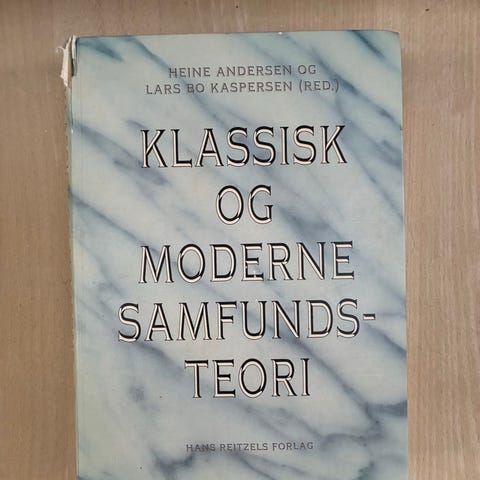 HEINE ANDERSEN OG
LARS BO KASPERSEN (RED.)
KLASSISK
OG
MODERNE
SAMFUNDS-
TEORI
HANS REITZELS FORLAG